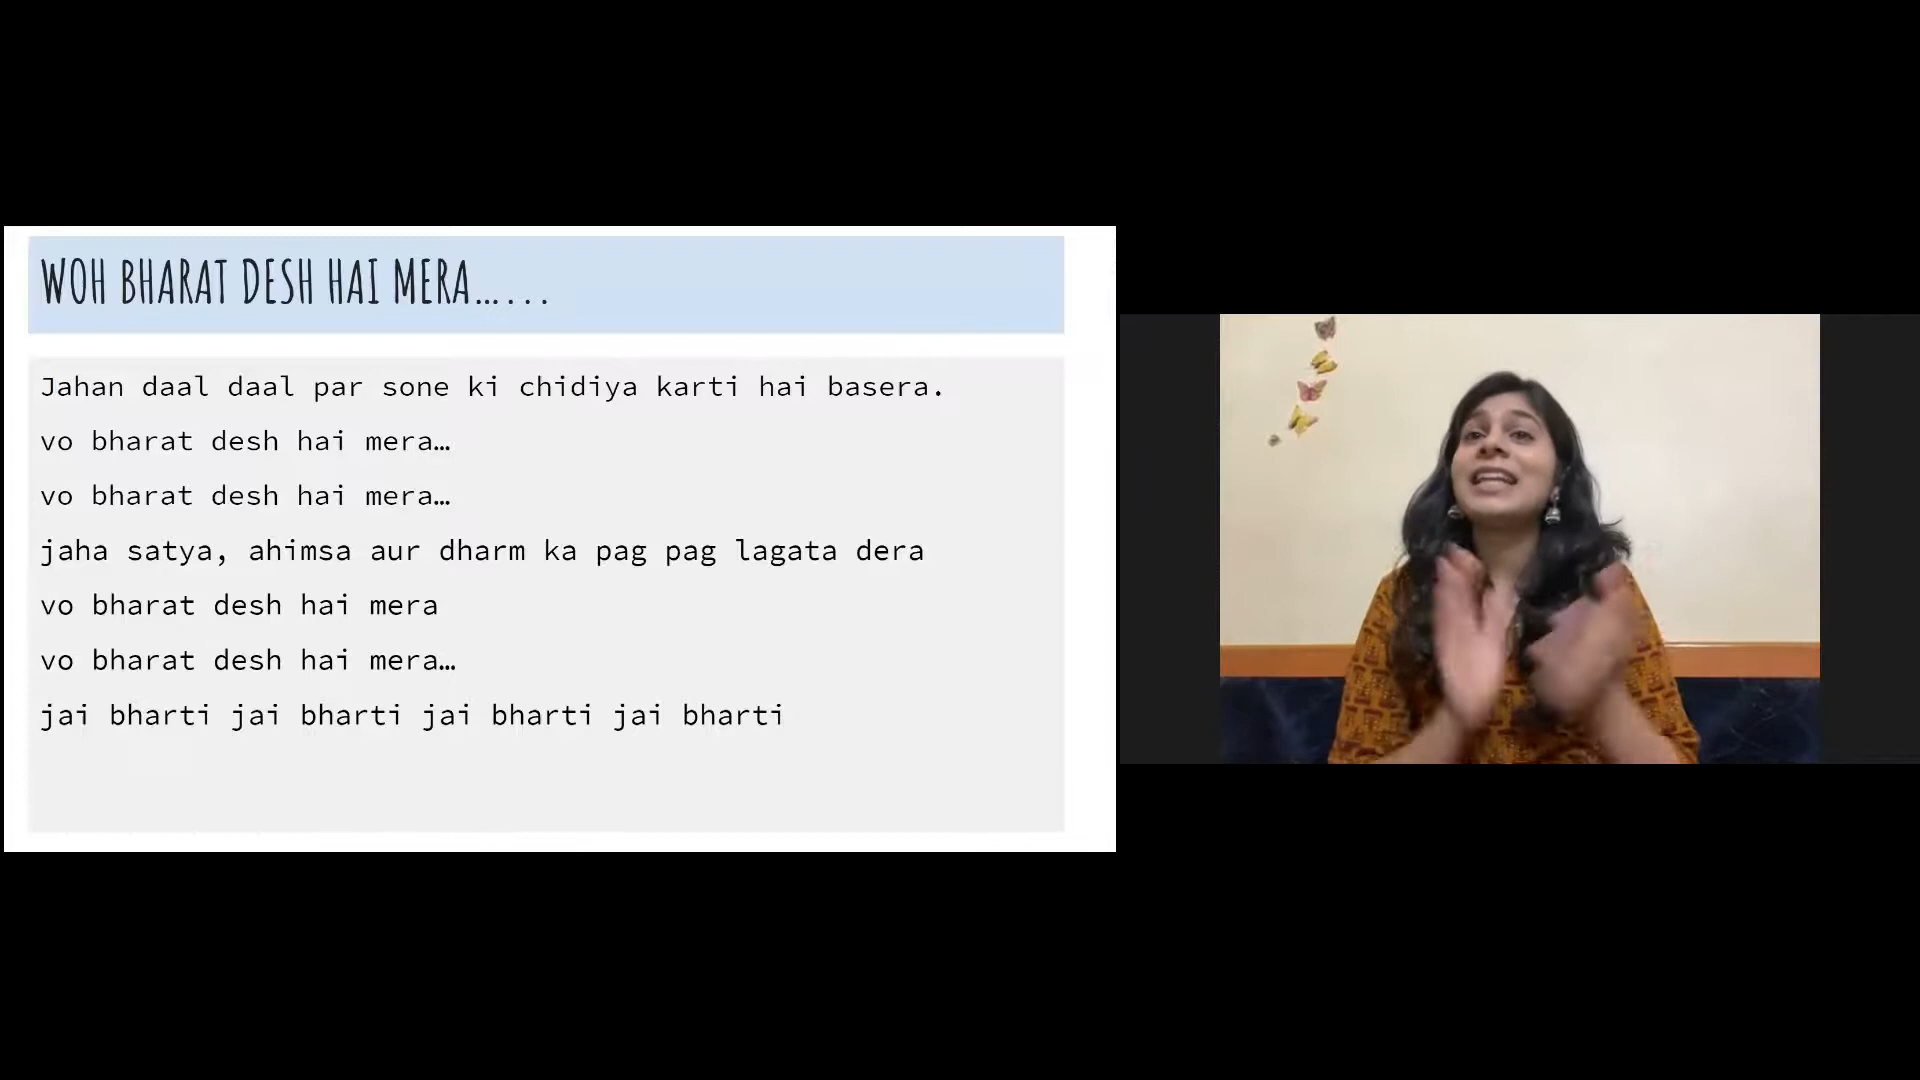 WOH BHARAT DESH HAI MERA…...
Jahan daal daal par sone ki chidiya karti hai basera.
vo bharat desh hai mera…
vo bharat desh hai mera…
jaha satya, ahimsa aur dharm ka pag pag lagata dera
vo bharat desh hai mera
vo bharat desh hai mera…
jai bharti jai bharti jai bharti jai bharti